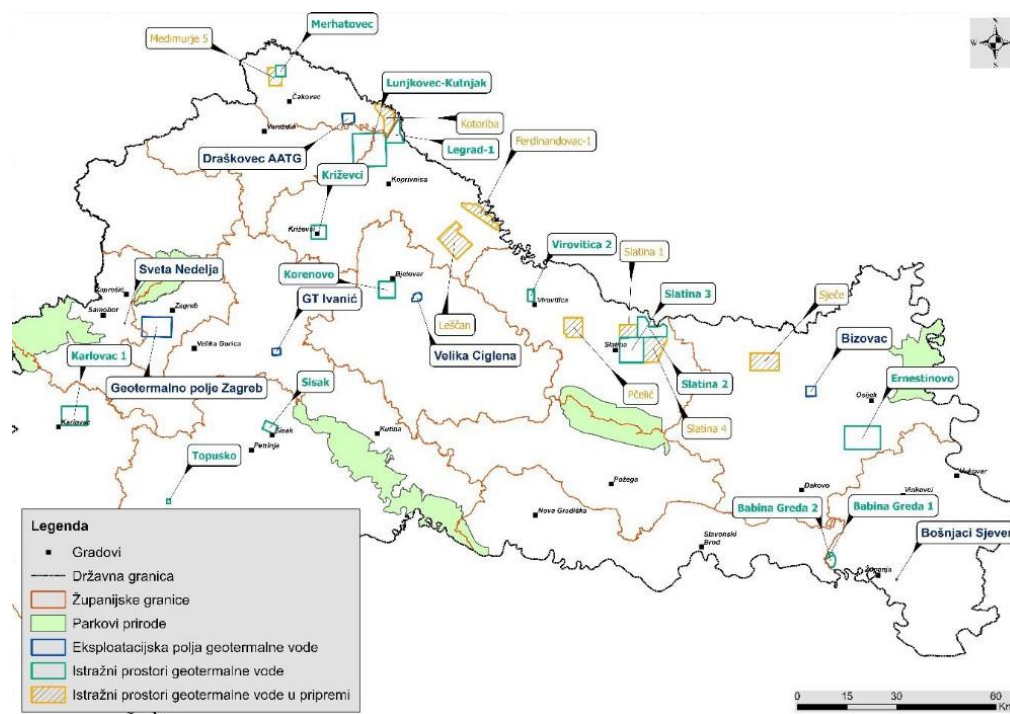 N
W
E
S
Merhatovec
Međimurje 5
Lunjkovec-Kutnjak
Čakovec
Kotoriba
Varaždin
Ferdinandovac-1
Draškovec AATG
Legrad-1
Križevci
Koprivnica
Križevci
Virovitica 2
Slatina 1
Sveta Nedelja
Korenovo
Bjelovar
GT Ivanić
Slatina 3
Sječe
Zaprešić
Samobor
Zagreb
Virovitica
Leščan
Bizovac
Velika Gorica
Velika Ciglena
Slatina
Karlovac 1
Geotermalno polje Zagreb
Sisak
Pčelić
Slatina 2
Ernestinovo
Osijek
Karlovac
Sisak
Kutina
Slatina 4
Petrinja
Topusko
Požega
Đakovo
Vukovar
Vinkovci
Babina Greda 2
Babina Greda 1
Nova Gradiška
Bošnjaci Sjever
Slavonski
Brod
Županja
Legenda
Gradovi
Državna granica
Županijske granice
Parkovi prirode
Eksploatacijska polja geotermalne vode
Istražni prostori geotermalne vode
Istražni prostori geotermalne vode u pripremi
0 15 30 60
Km